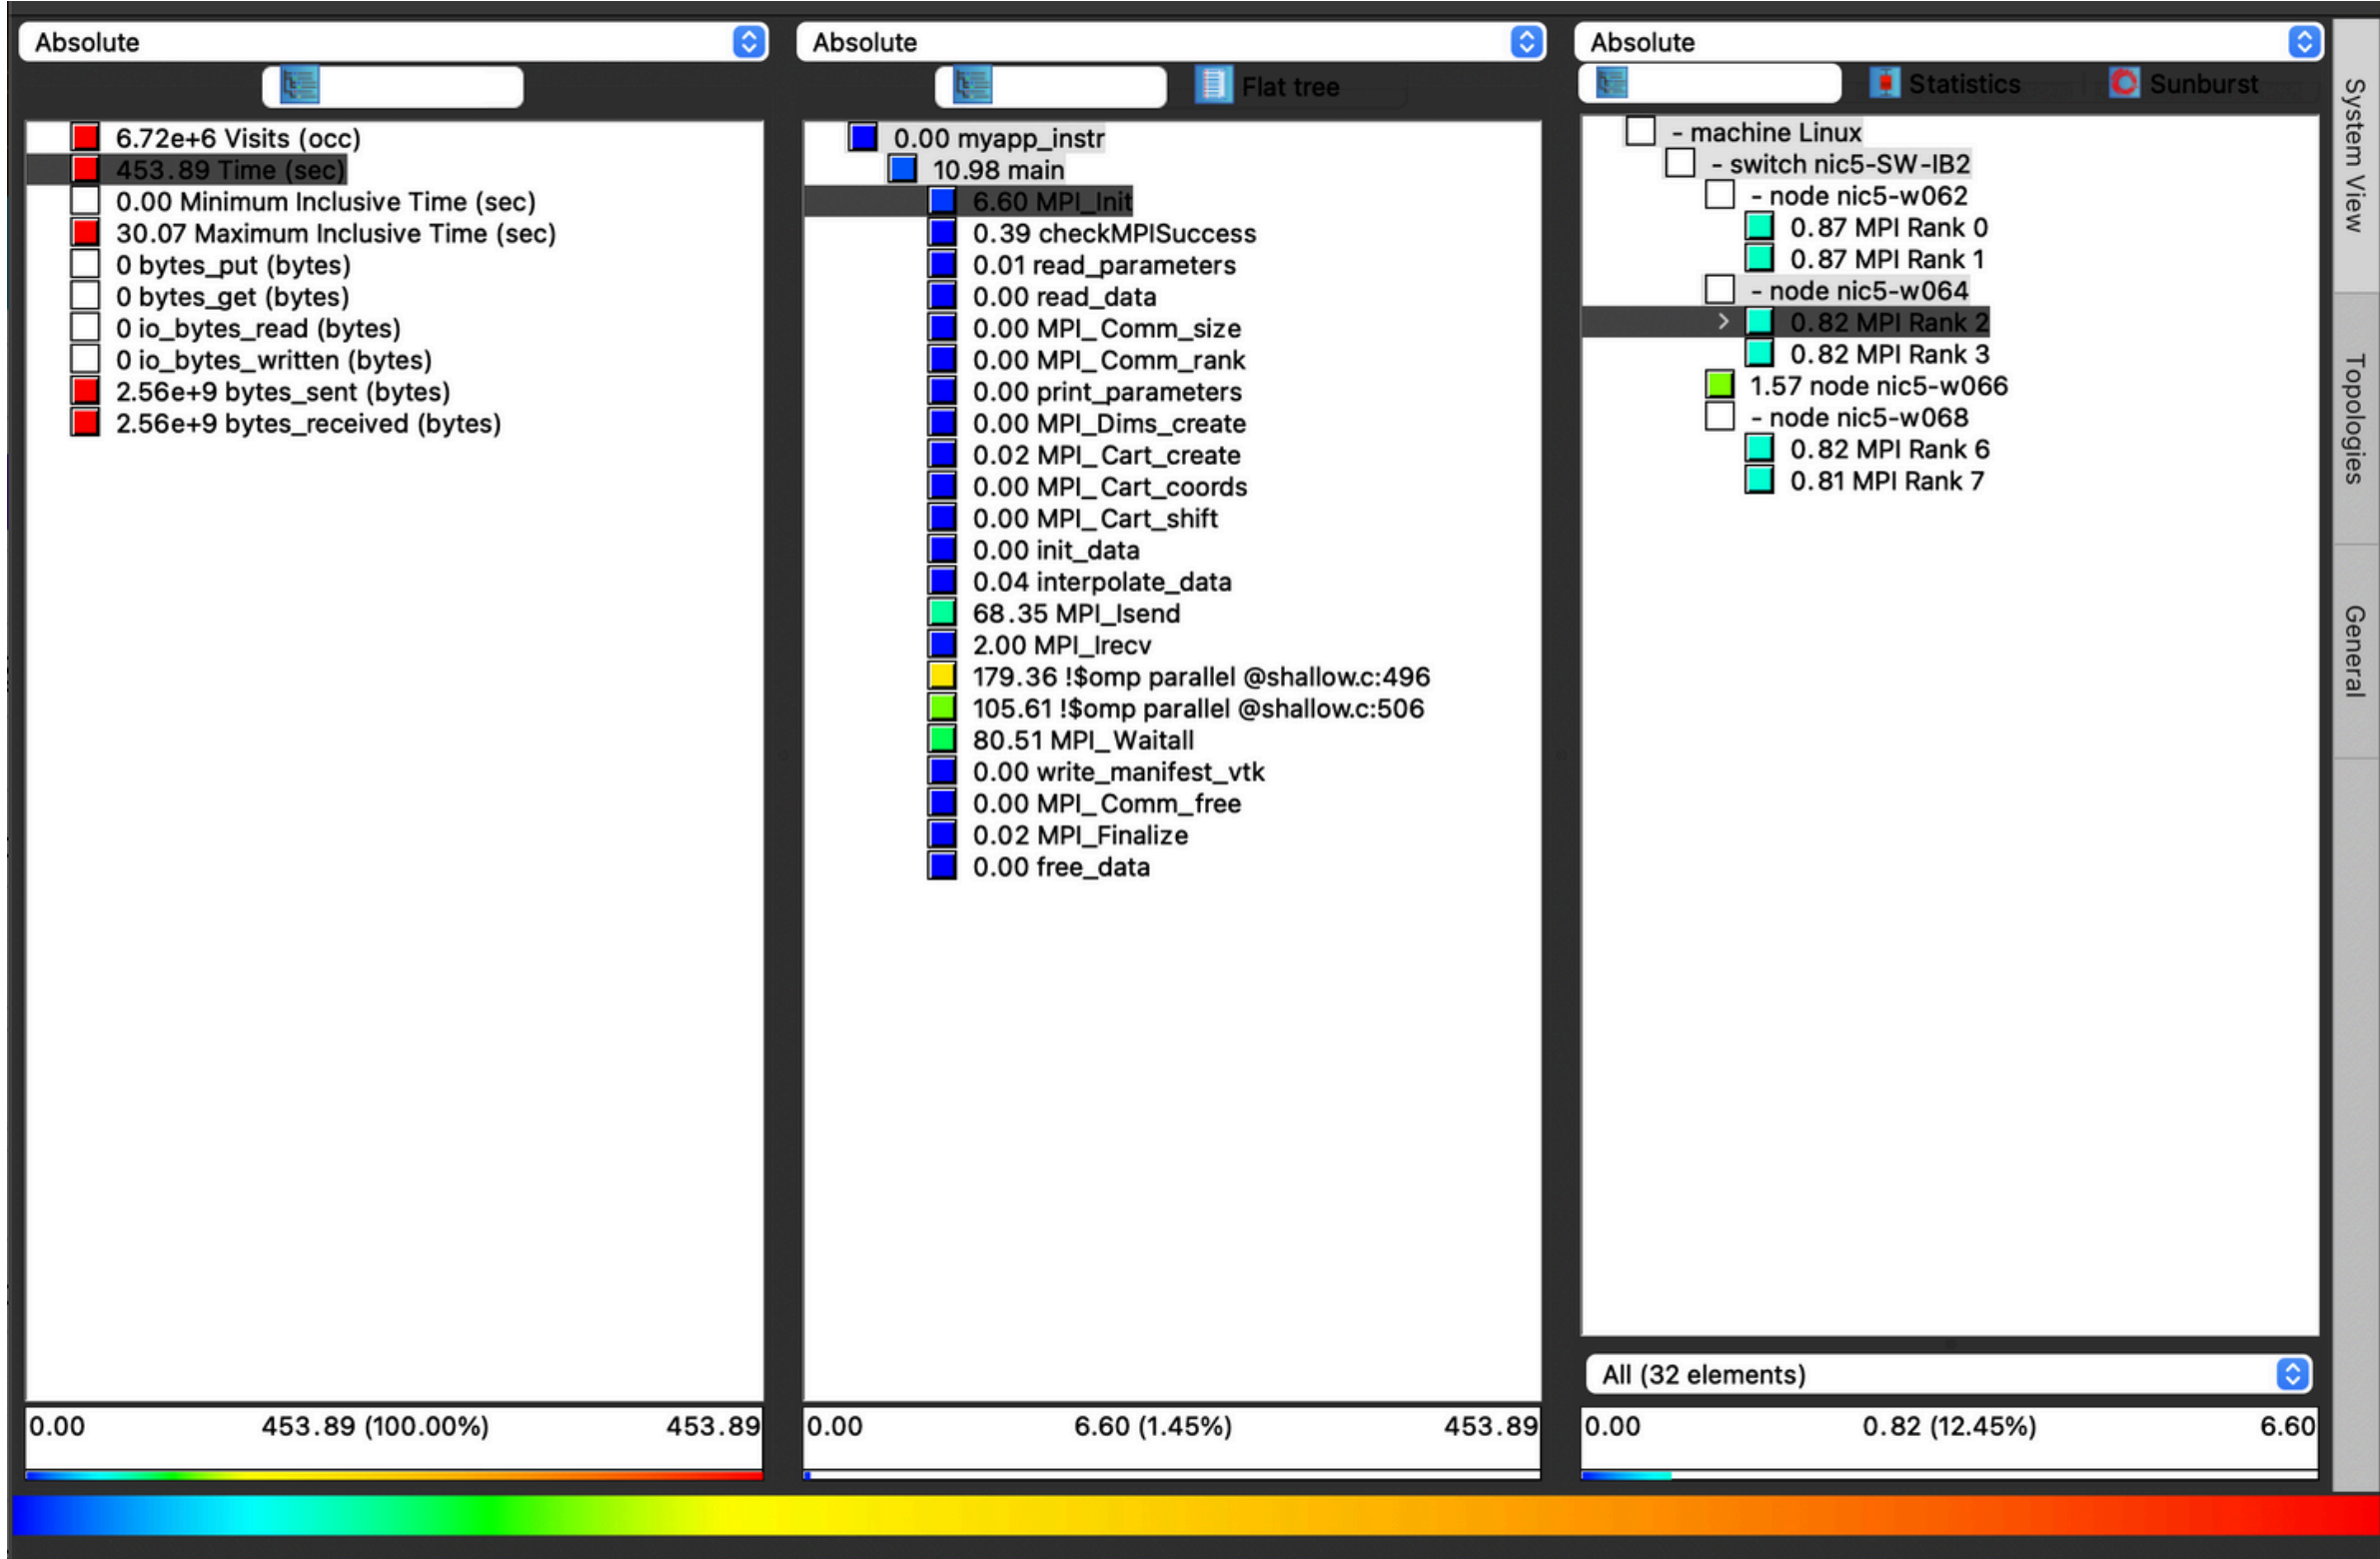 Absolute
6.72e+6 Visits (occ)
453.89 Time (sec)
0.00 Minimum Inclusive Time (sec)
30.07 Maximum Inclusive Time (sec)
0 bytes_put (bytes)
0 bytes_get (bytes)
0 io_bytes_read (bytes)
0 io_bytes_written (bytes)
2.56e+9 bytes_sent (bytes)
2.56e+9 bytes_received (bytes)
0.00 453.89 (100.00%) 453.89
Absolute
Flat tree
0.00 myapp_instr
10.98 main
6.60 MPI_Init
0.39 checkMPISuccess
0.01 read_parameters
0.00 read_data
0.00 MPI_Comm_size
0.00 MPI_Comm_rank
0.00 print_parameters
0.00 MPI_Dims_create
0.02 MPI_Cart_create
0.00 MPI_Cart_coords
0.00 MPI_Cart_shift
0.00 init_data
0.04 interpolate_data
68.35 MPI_Isend
2.00 MPI_Irecv
179.36 !$omp parallel @shallow.c:496
105.61 !$omp parallel @shallow.c:506
80.51 MPI_Waitall
0.00 write_manifest_vtk
0.00 MPI_Comm_free
0.02 MPI_Finalize
0.00 free_data
0.00 6.60 (1.45%) 453.89
Absolute
Statistics Sunburst
- machine Linux
- switch nic5-SW-IB2
- node nic5-w062
0.87 MPI Rank 0
0.87 MPI Rank 1
- node nic5-w064
0.82 MPI Rank 2
0.82 MPI Rank 3
1.57 node nic5-w066
- node nic5-w068
0.82 MPI Rank 6
0.81 MPI Rank 7
All (32 elements)
0.00 0.82 (12.45%) 6.60
System View
Topologies
General